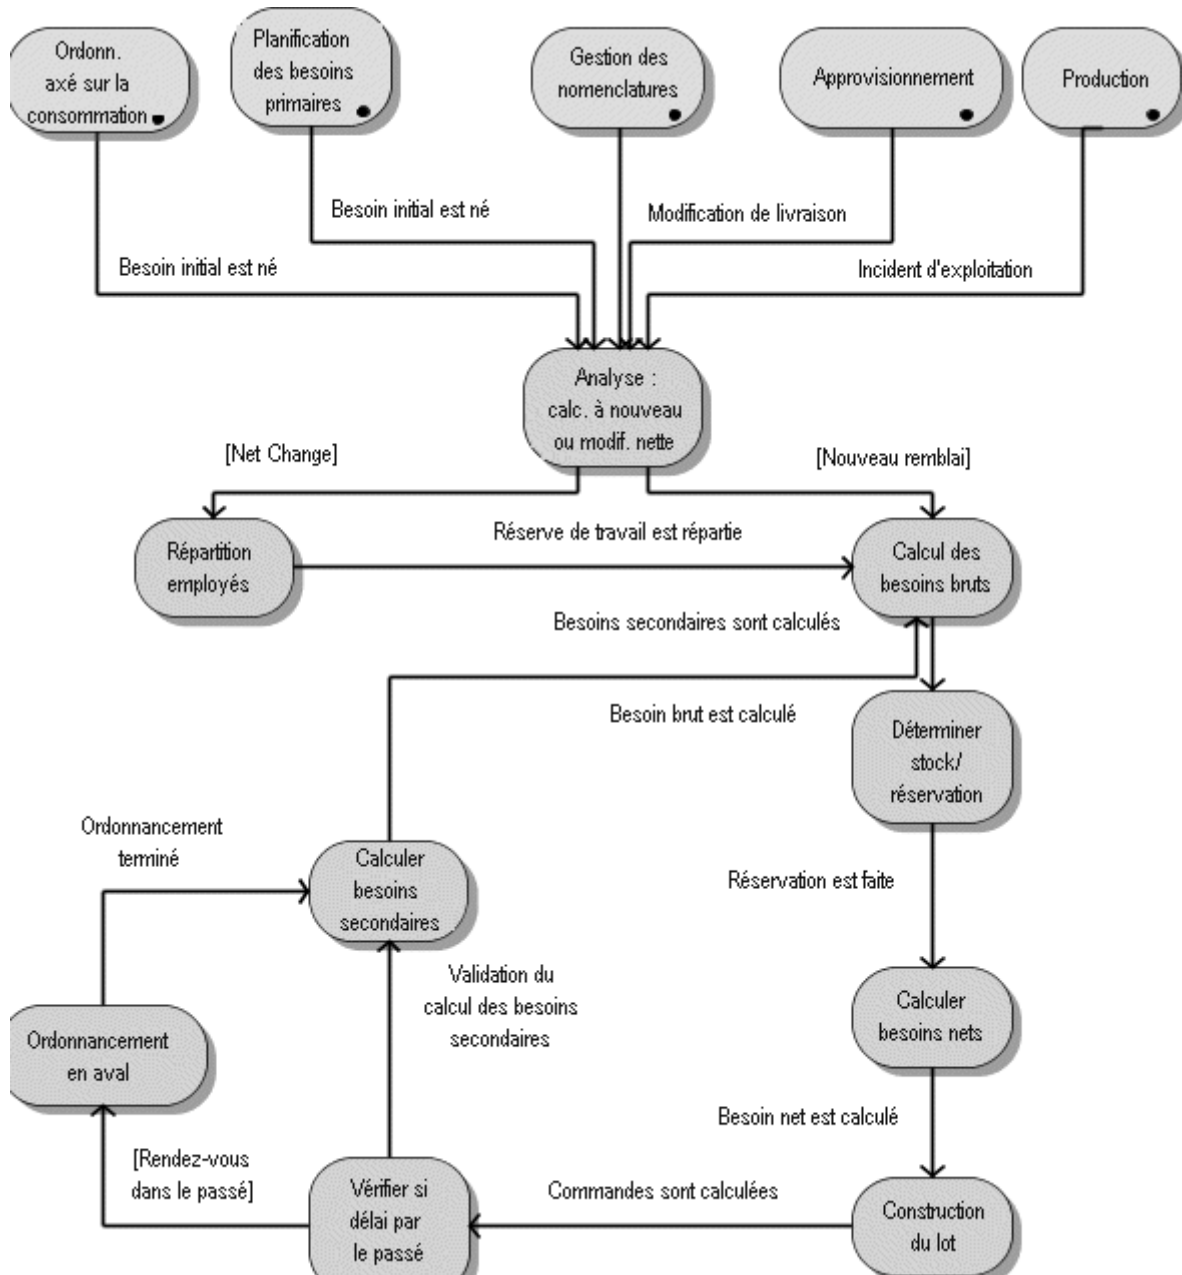 Ordonn.
axé sur la
consommation
Planification
des besoins
primaires
Gestion des
nomenclatures
Approvisionnement
Production
Besoin initial est né
Modification de livraison
Besoin initial est né
Incident d'exploitation
Analyse :
calc. à nouveau
ou modif. nette
[Net Change]
[Nouveau remblai]
Répartition
employés
Réserve de travail est répartie
Calcul des
besoins bruts
Besoins secondaires sont calculés
Besoin brut est calculé
Déterminer
stock/
réservation
Ordonnancement
terminé
Calculer
besoins
secondaires
Réservation est faite
Validation du
calcul des besoins
secondaires
Calculer
besoins nets
Ordonnancement
en aval
Besoin net est calculé
[Rendez-vous
dans le passé]
Vérifier si
délai par
le passé
Commandes sont calculées
Construction
du lot